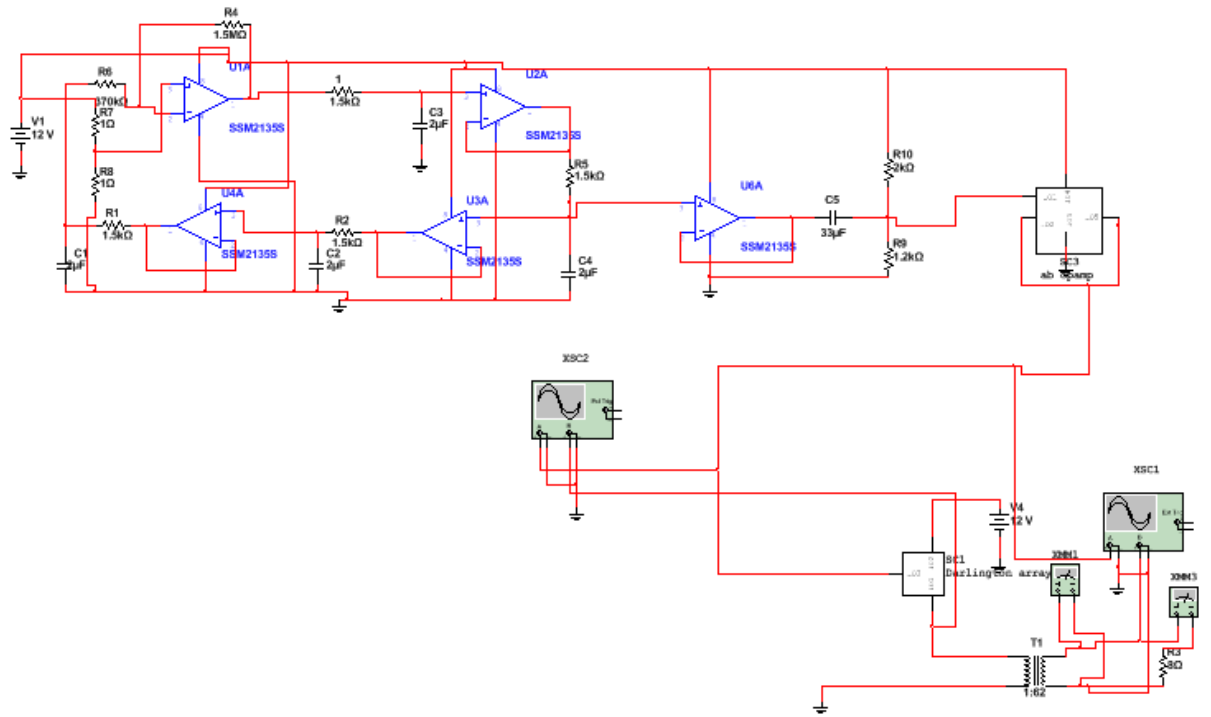 R4
1.5MΩ
U1A
R6
370kΩ
R7
1Ω
V1
12 V
SSM2135S
1
1.5kΩ
C3
2µF
U2A
SSM2135S
R8
1Ω
R5
1.5kΩ
R10
2kΩ
U4A
R1
1.5kΩ
SSM2135S
R2
1.5kΩ
U3A
SSM2135S
U6A
SSM2135S
C5
33µF
R9
1.2kΩ
C1
2µF
C2
2µF
C4
2µF
SC3
ab opamp
XSC2
A
B
XSC1
A
B
V4
12 V
SC1
Darlington array
XMM1
XMM3
T1
1:62
R3
8Ω